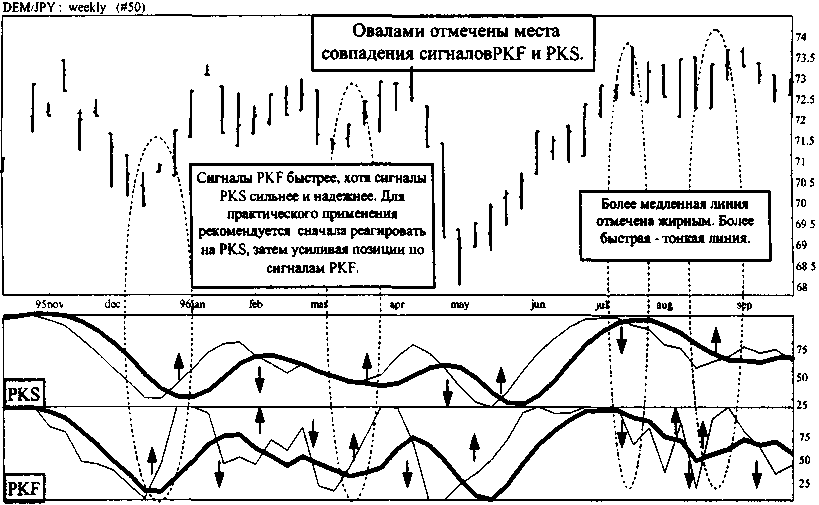 DEM/JPY : weekly (#50)
Овалами отмечены места
совпадения сигналовPKF и PKS.
74
73.5
73
72.5
72
71.5
71
70.5
70
69.5
69
68.5
68
Сигналы PKF быстрее, хотя сигналы
PKS сильнее и надежнее. Для
практического применения
рекомендуется сначала реагировать
на PKS, затем усиливая позиции по
сигналам PKF.
Более медленная линия
отмечена жирным. Более
быстрая - тонкая линия.
95nov dec 96jan feb mar apr may jun jul aug sep
75
50
25
PKS
75
50
25
PKF